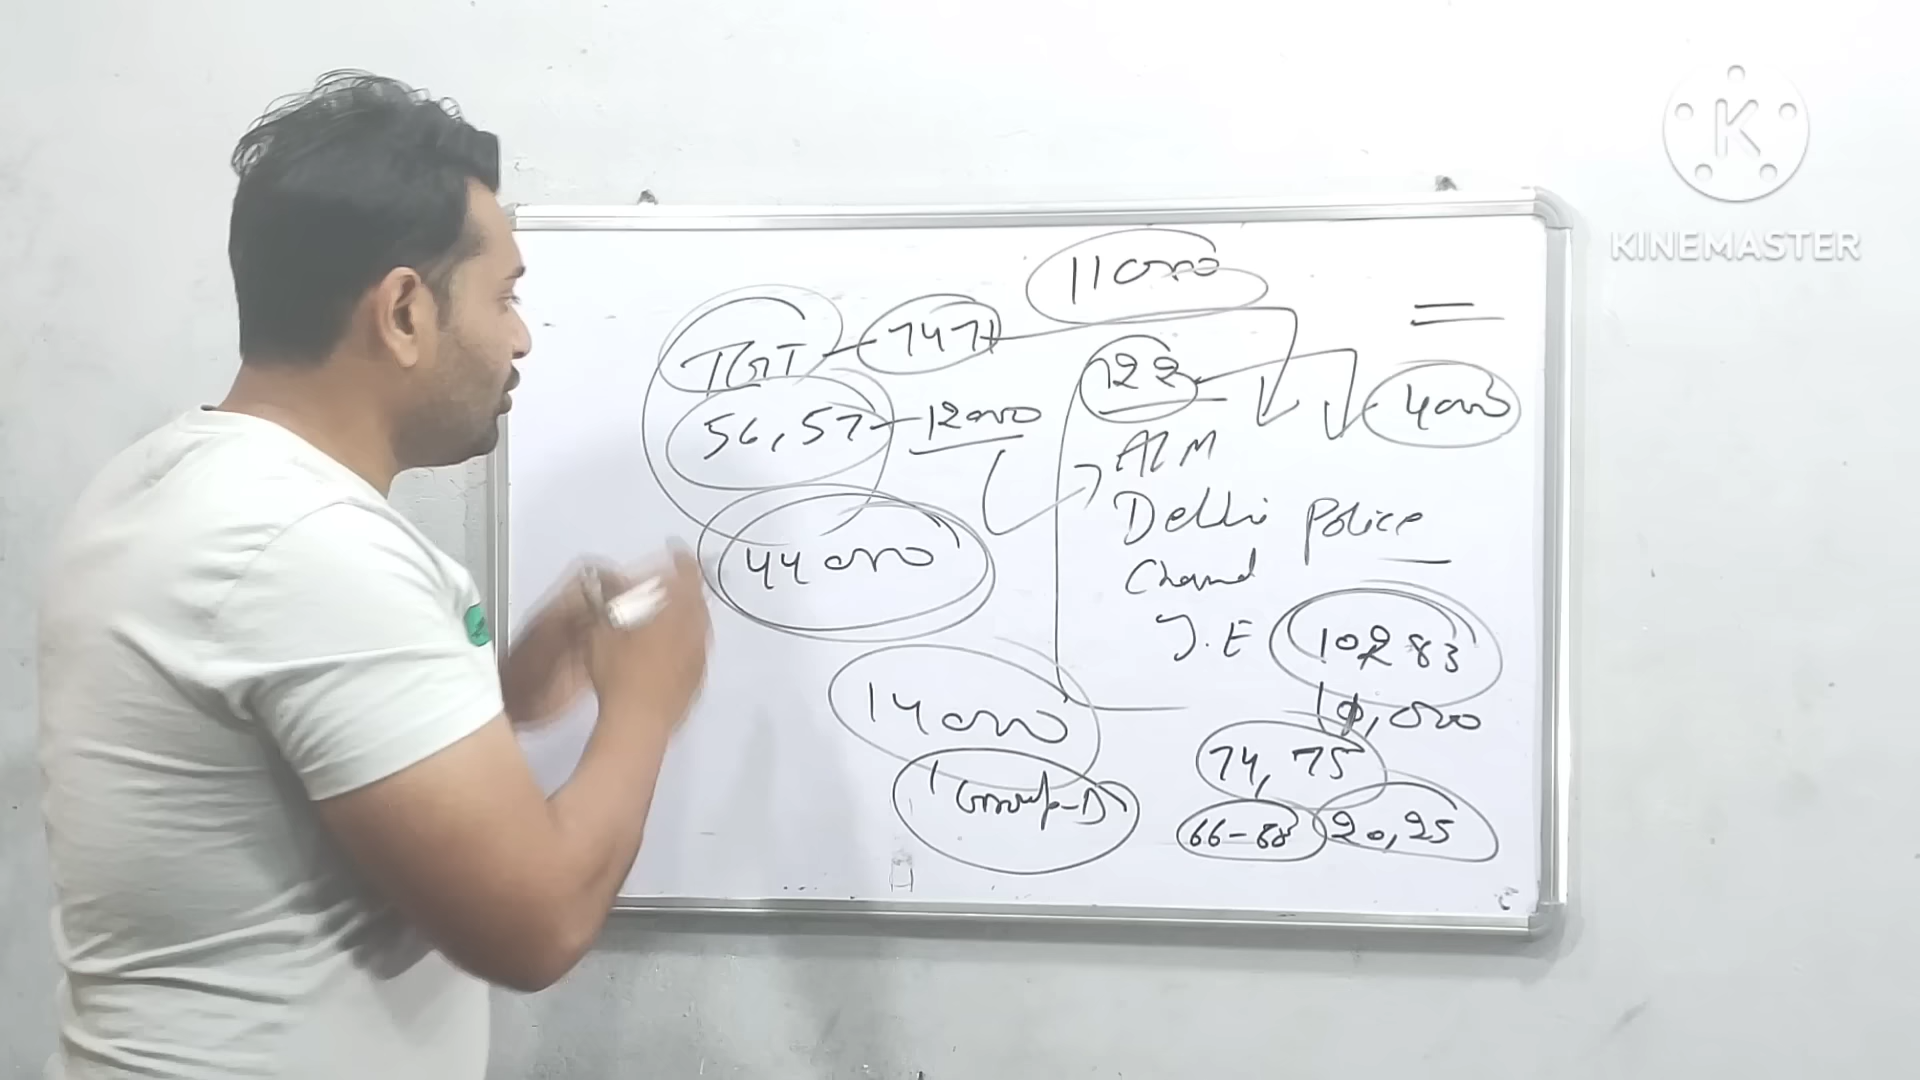 K
KINEMASTER
11000
TGT 7471
122
4000
56, 57 12000
ALM
Delhi Police
44000
Chand
J.E 10283
14000
10,000
74, 75
Group-D
66-68 20, 25